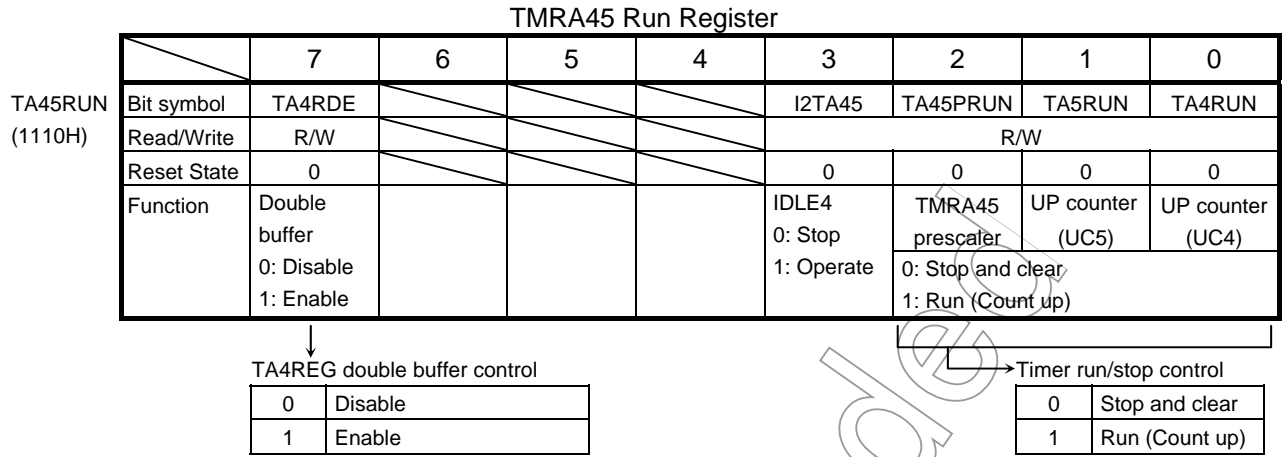 TMRA45 Run Register
7 6 5 4 3 2 1 0
TA45RUN Bit symbol TA4RDE I2TA45 TA45PRUN TA5RUN TA4RUN
(1110H) Read/Write R/W R/W
Reset State 0 0 0 0 0
Function Double IDLE4 TMRA45 UP counter UP counter
buffer 0: Stop prescaler (UC5) (UC4)
0: Disable 1: Operate 0: Stop and clear
1: Enable 1: Run (Count up)
TA4REG double buffer control Timer run/stop control
0 Disable 0 Stop and clear
1 Enable 1 Run (Count up)
ded